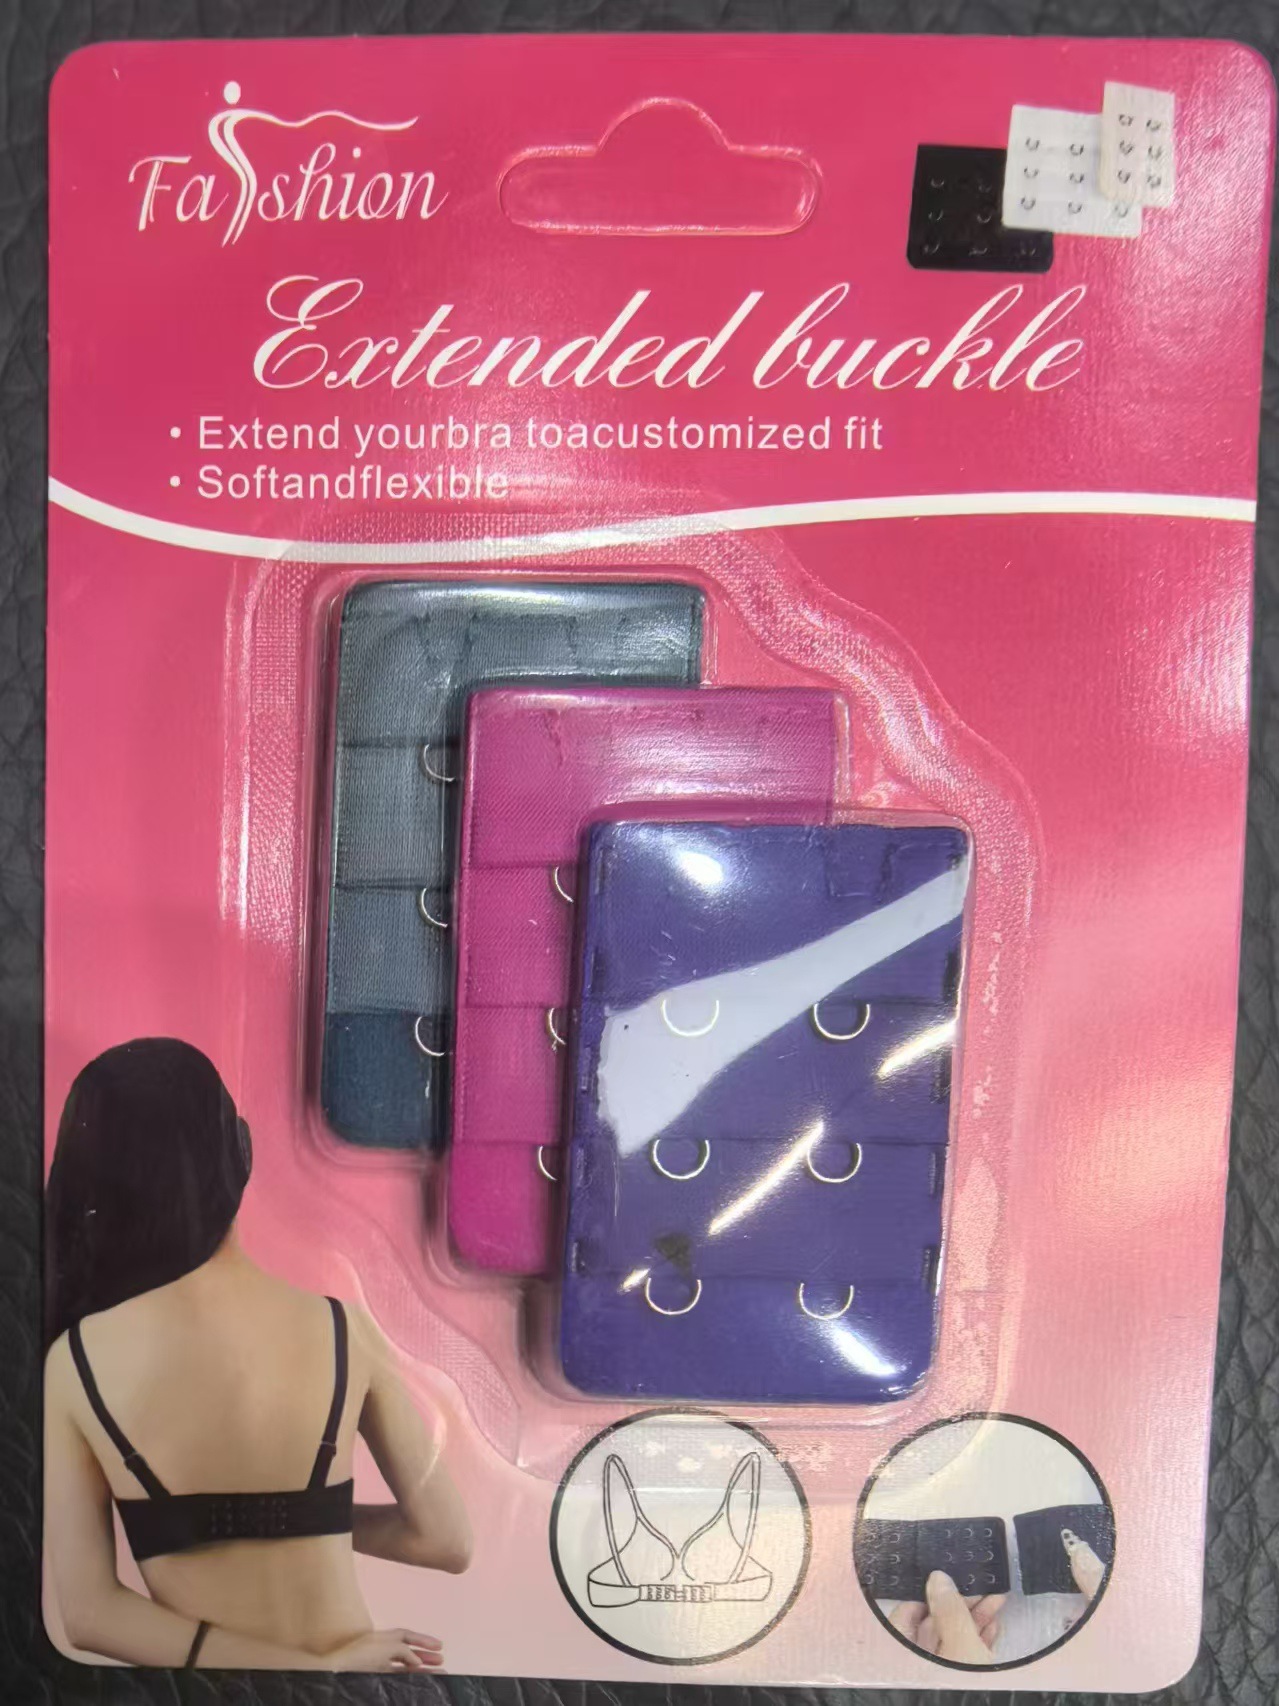 Fashion
Extended buckle
• Extend yourbra toacustomized fit
• Softandflexible